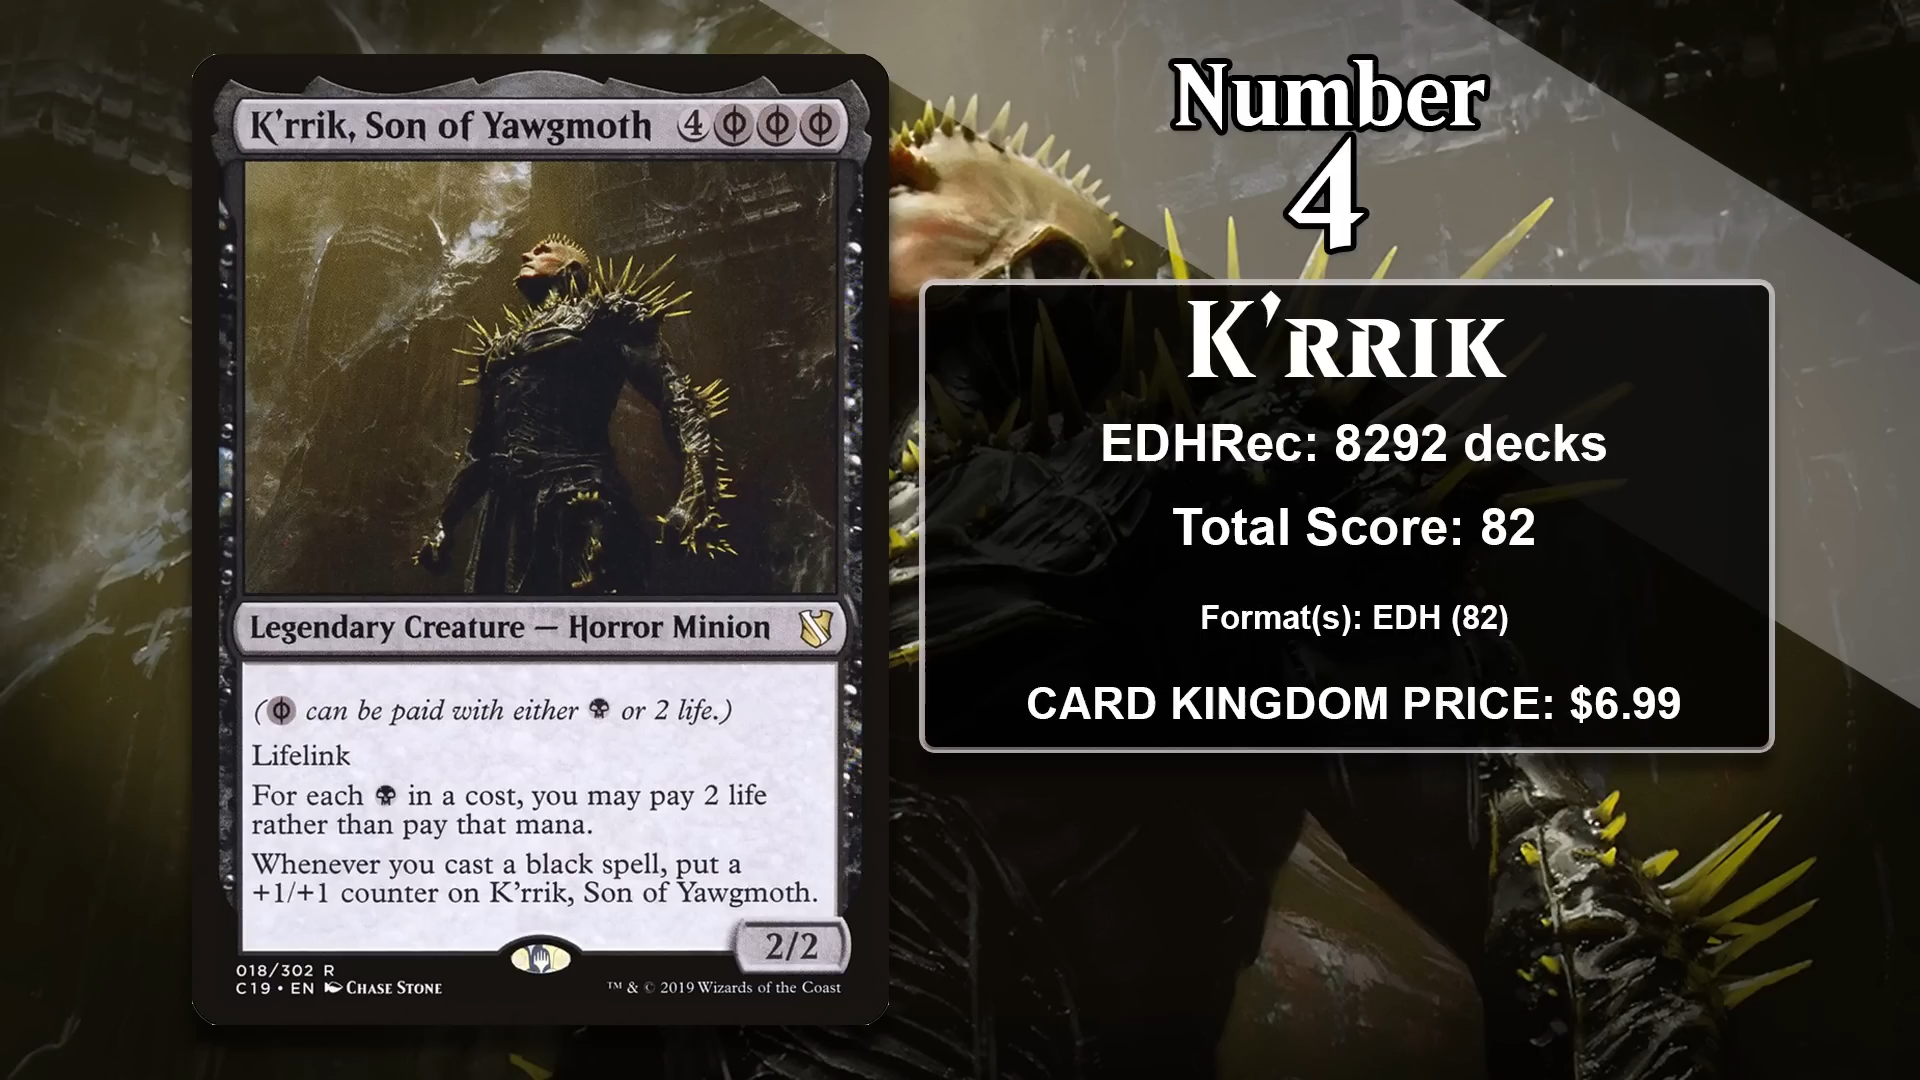 K'rrik, Son of Yawgmoth 4
Legendary Creature — Horror Minion
( can be paid with either or 2 life.)
Lifelink
For each in a cost, you may pay 2 life
rather than pay that mana.
Whenever you cast a black spell, put a
+1/+1 counter on K'rrik, Son of Yawgmoth.
2/2
018/302 R
C19 • EN Chase Stone
™ & © 2019 Wizards of the Coast
Number
4
K'rrik
EDHRec: 8292 decks
Total Score: 82
Format(s): EDH (82)
CARD KINGDOM PRICE: $6.99